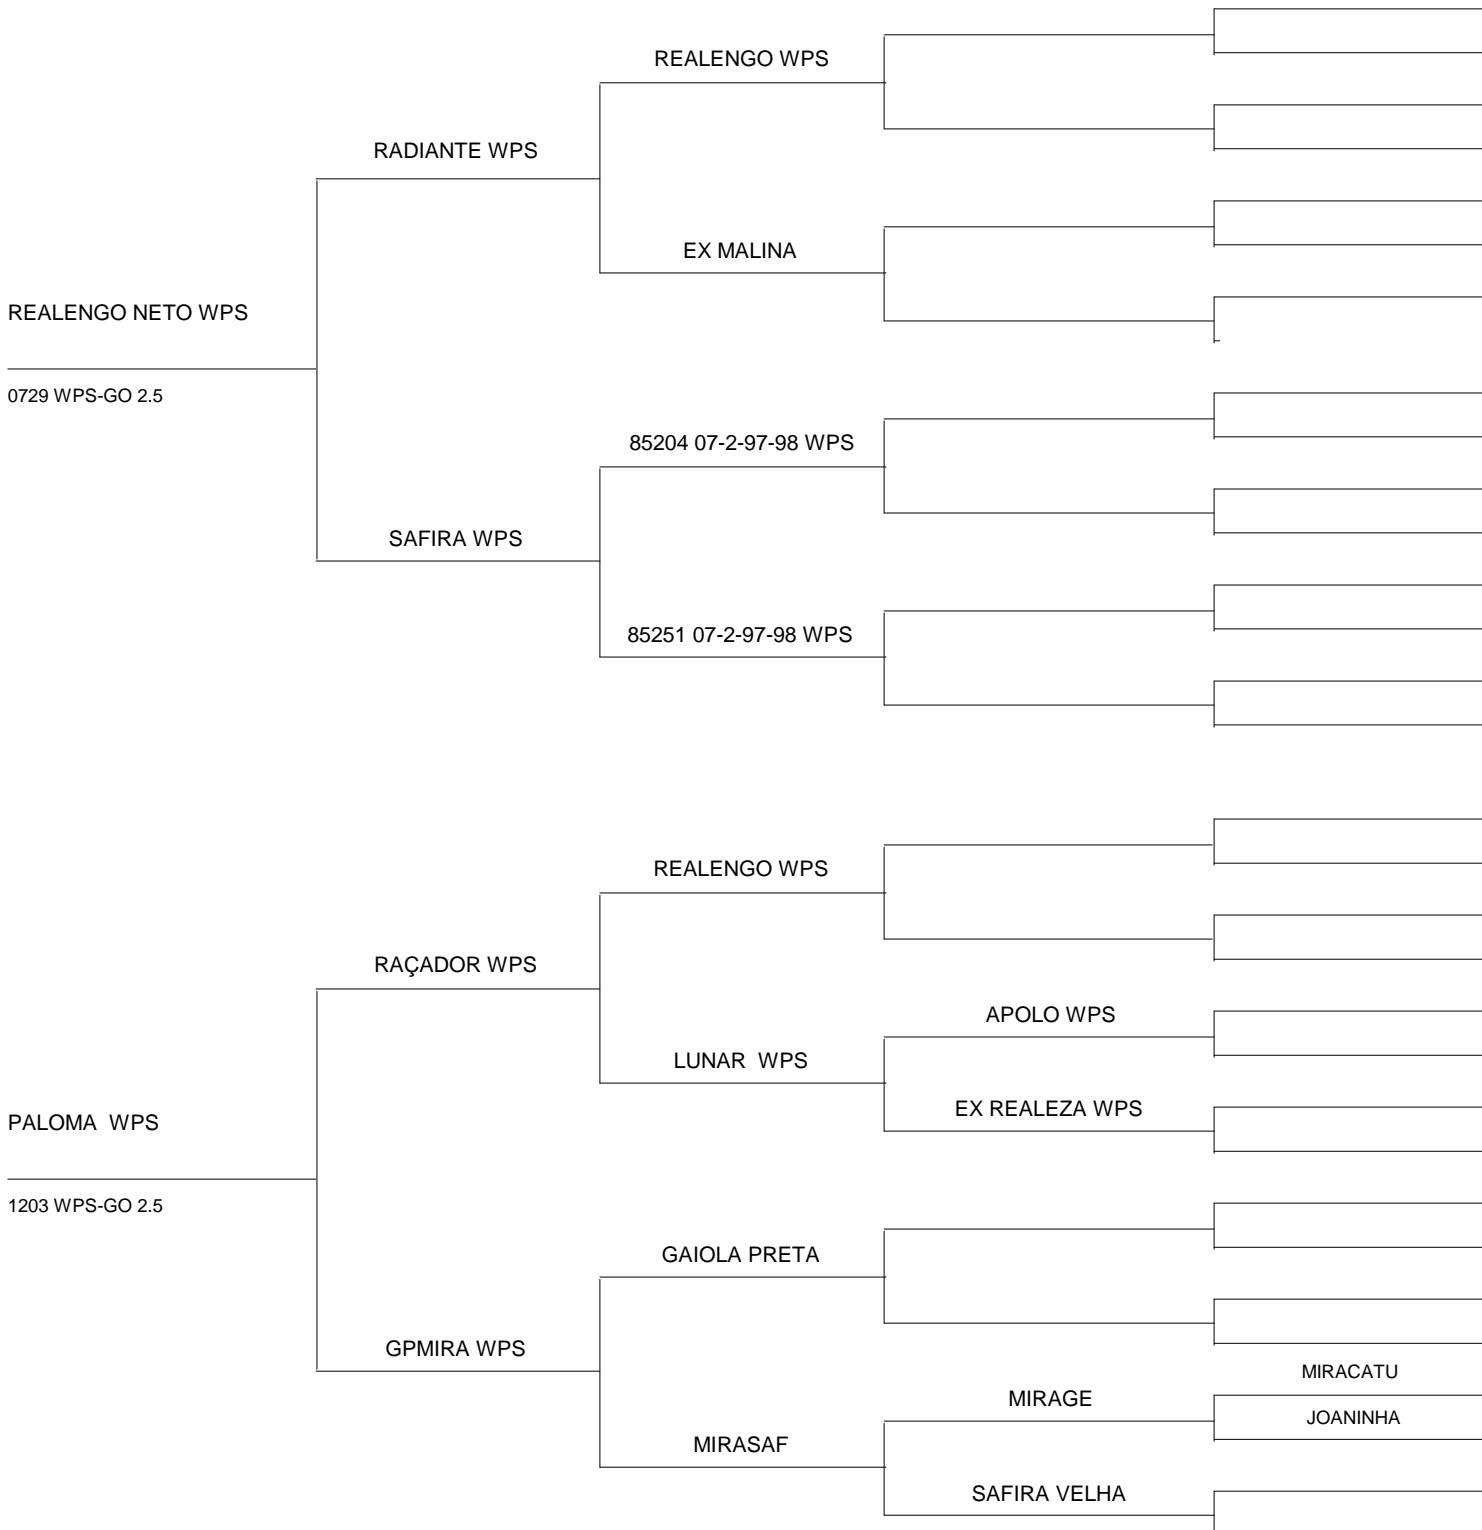 REALENGO WPS
RADIANTE WPS
EX MALINA
REALENGO NETO WPS
0729 WPS-GO 2.5
85204 07-2-97-98 WPS
SAFIRA WPS
85251 07-2-97-98 WPS
REALENGO WPS
RAÇADOR WPS
APOLO WPS
LUNAR WPS
EX REALEZA WPS
PALOMA WPS
1203 WPS-GO 2.5
GAIOLA PRETA
GPMIRA WPS
MIRACATU
MIRAGE
JOANINHA
MIRASAF
SAFIRA VELHA